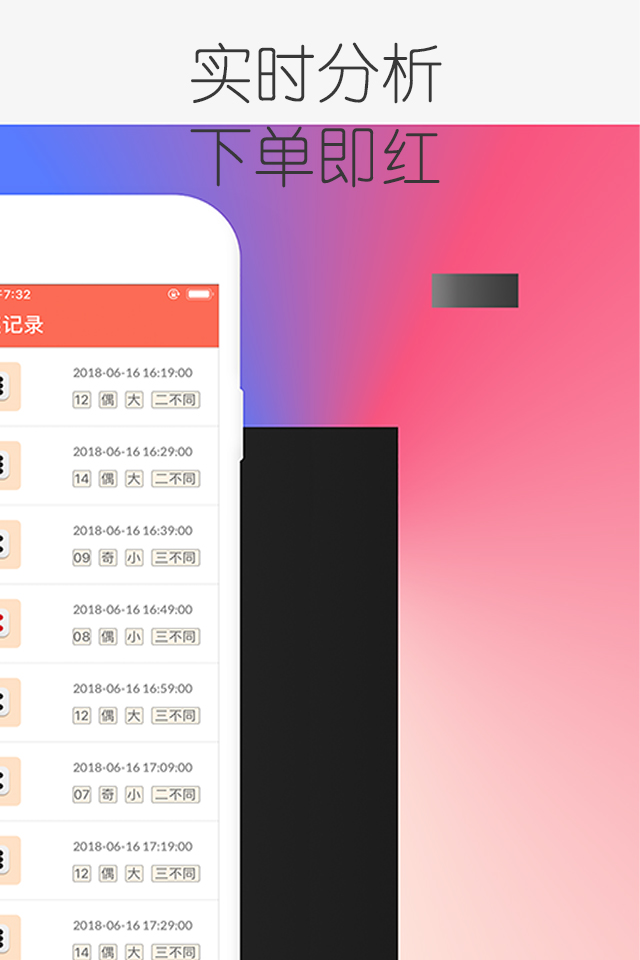 实时分析
下单即红
7:32
记录
2018-06-16 16:19:00
12 偶 大 二不同
2018-06-16 16:29:00
14 偶 大 二不同
2018-06-16 16:39:00
09 奇 小 三不同
2018-06-16 16:49:00
08 偶 小 三不同
2018-06-16 16:59:00
12 偶 大 三不同
2018-06-16 17:09:00
07 奇 小 二不同
2018-06-16 17:19:00
12 偶 大 三不同
2018-06-16 17:29:00
14 偶 大 三不同